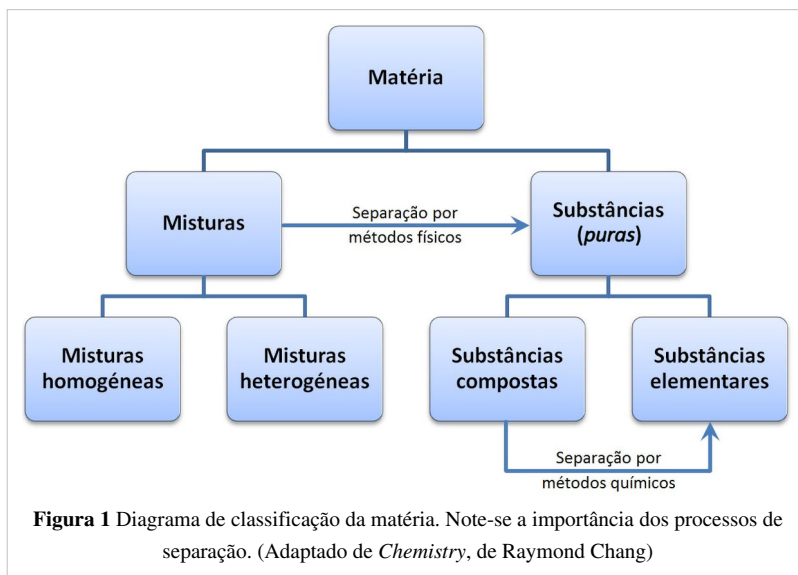 Matéria
Misturas
Separação por
métodos físicos
Substâncias
(puras)
Misturas
homogéneas
Misturas
heterogéneas
Substâncias
compostas
Substâncias
elementares
Separação por
métodos químicos
Figura 1 Diagrama de classificação da matéria. Note-se a importância dos processos de
separação. (Adaptado de Chemistry, de Raymond Chang)